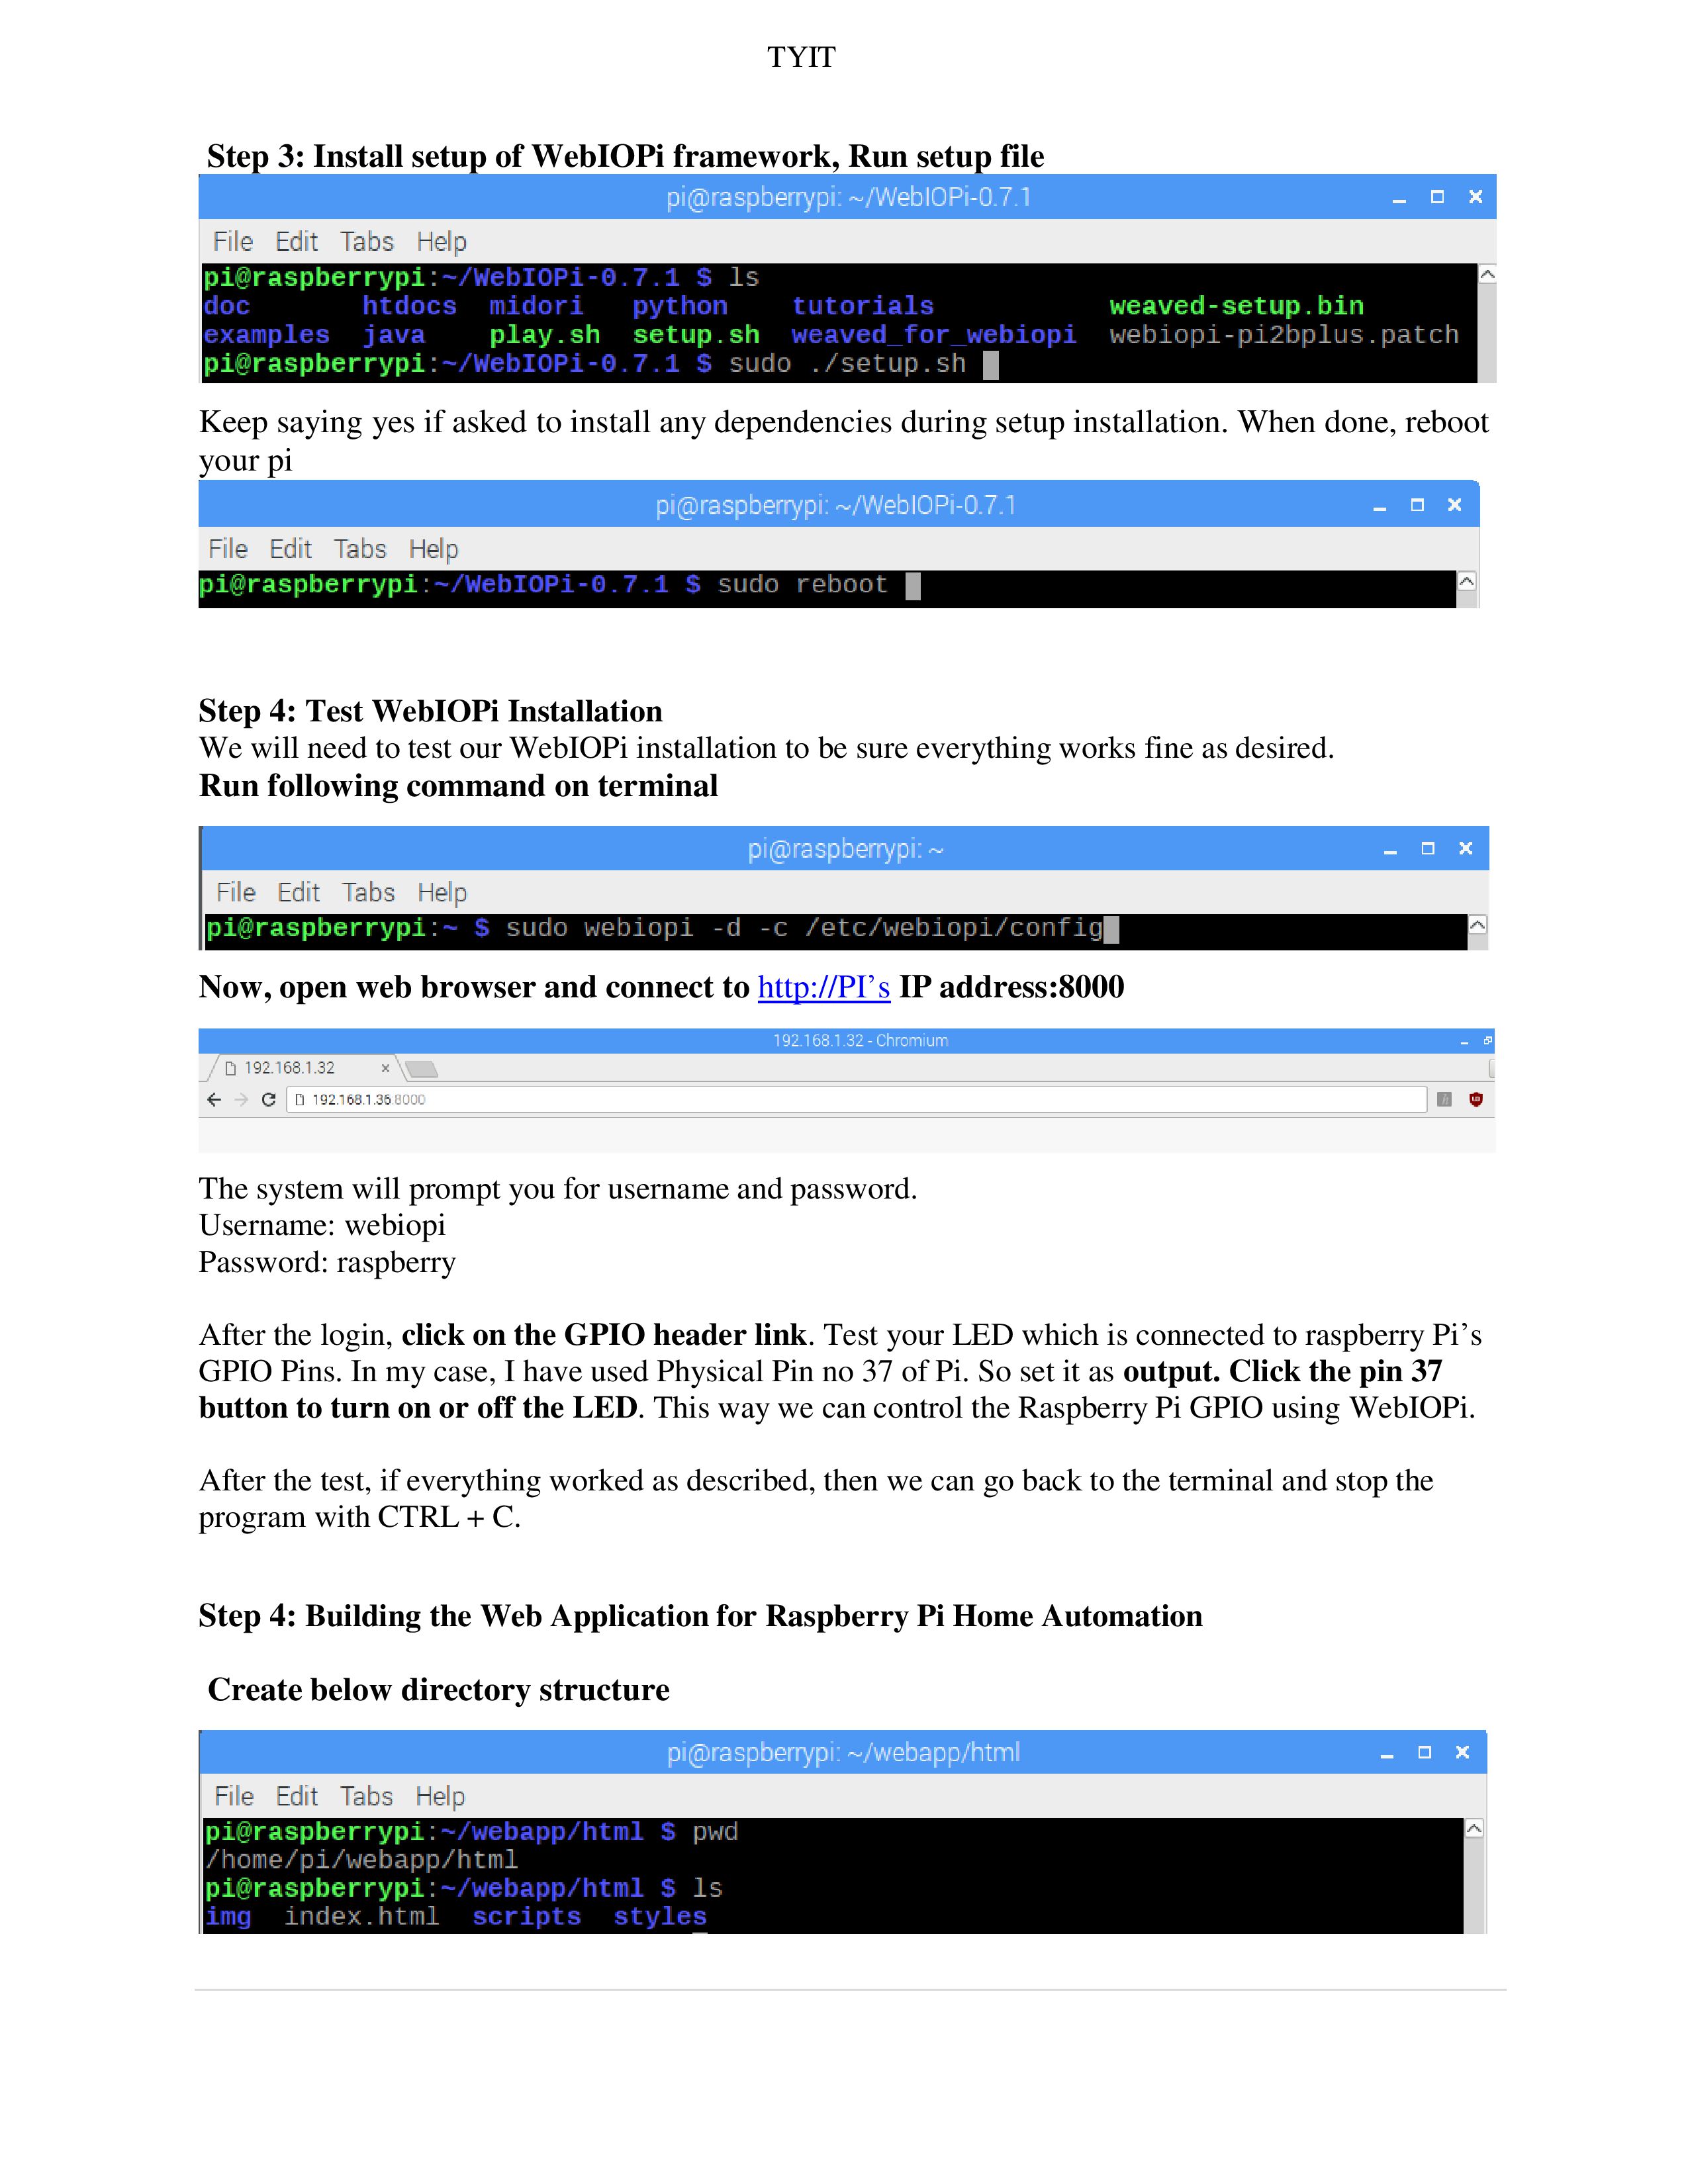 TYIT
Step 3: Install setup of WebIOPi framework, Run setup file
pi@raspberrypi: ~/WebIOPi-0.7.1
File Edit Tabs Help
pi@raspberrypi:~/WebIOPi-0.7.1 $ ls
doc htdocs midori python tutorials weaved-setup.bin
examples java play.sh setup.sh weaved_for_webiopi webiopi-pi2bplus.patch
pi@raspberrypi:~/WebIOPi-0.7.1 $ sudo ./setup.sh
Keep saying yes if asked to install any dependencies during setup installation. When done, reboot
your pi
pi@raspberrypi: ~/WebIOPi-0.7.1
File Edit Tabs Help
pi@raspberrypi:~/WebIOPi-0.7.1 $ sudo reboot
Step 4: Test WebIOPi Installation
We will need to test our WebIOPi installation to be sure everything works fine as desired.
Run following command on terminal
pi@raspberrypi: ~
File Edit Tabs Help
pi@raspberrypi:~ $ sudo webiopi -d -c /etc/webiopi/config
Now, open web browser and connect to http://PI’s IP address:8000
192.168.1.32 - Chromium
192.168.1.32
192.168.1.36:8000
The system will prompt you for username and password.
Username: webiopi
Password: raspberry
After the login, click on the GPIO header link. Test your LED which is connected to raspberry Pi’s
GPIO Pins. In my case, I have used Physical Pin no 37 of Pi. So set it as output. Click the pin 37
button to turn on or off the LED. This way we can control the Raspberry Pi GPIO using WebIOPi.
After the test, if everything worked as described, then we can go back to the terminal and stop the
program with CTRL + C.
Step 4: Building the Web Application for Raspberry Pi Home Automation
Create below directory structure
pi@raspberrypi: ~/webapp/html
File Edit Tabs Help
pi@raspberrypi:~/webapp/html $ pwd
/home/pi/webapp/html
pi@raspberrypi:~/webapp/html $ ls
img index.html scripts styles